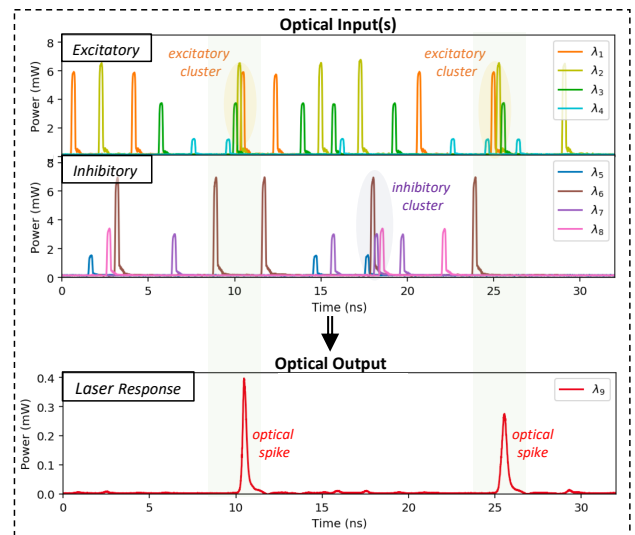 Optical Input(s)
Excitatory
excitatory
cluster
excitatory
cluster
λ1
λ2
λ3
λ4
Power (mW)
8
6
4
2
Inhibitory
inhibitory
cluster
λ5
λ6
λ7
λ8
Power (mW)
8
6
4
2
0
0 5 10 15 20 25 30
Time (ns)
Optical Output
Laser Response
λ9
optical
spike
optical
spike
Power (mW)
0.4
0.3
0.2
0.1
0.0
0 5 10 15 20 25 30
Time (ns)